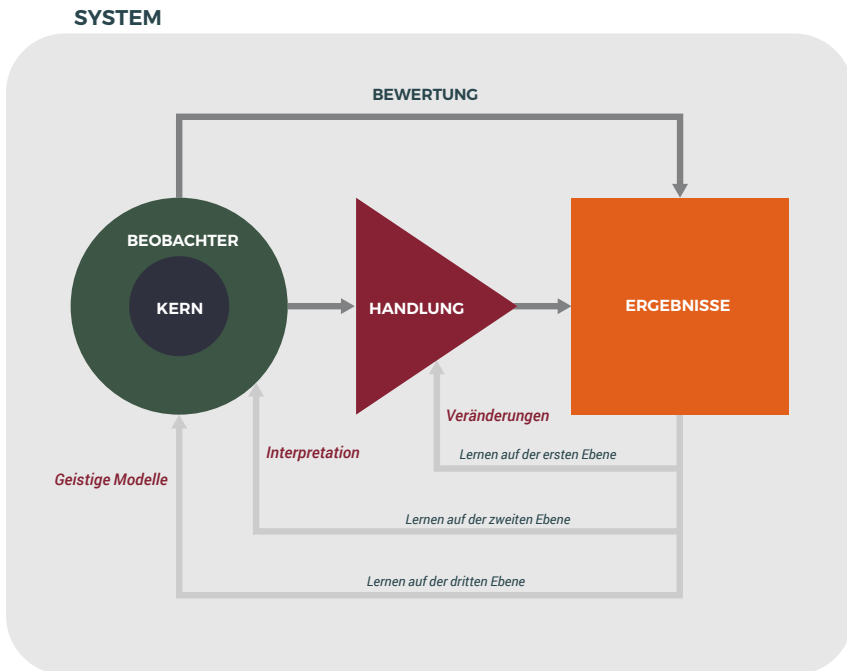 SYSTEM
BEWERTUNG
BEOBACHTER
KERN
HANDLUNG
ERGEBNISSE
Veränderungen
Interpretation
Lernen auf der ersten Ebene
Geistige Modelle
Lernen auf der zweiten Ebene
Lernen auf der dritten Ebene